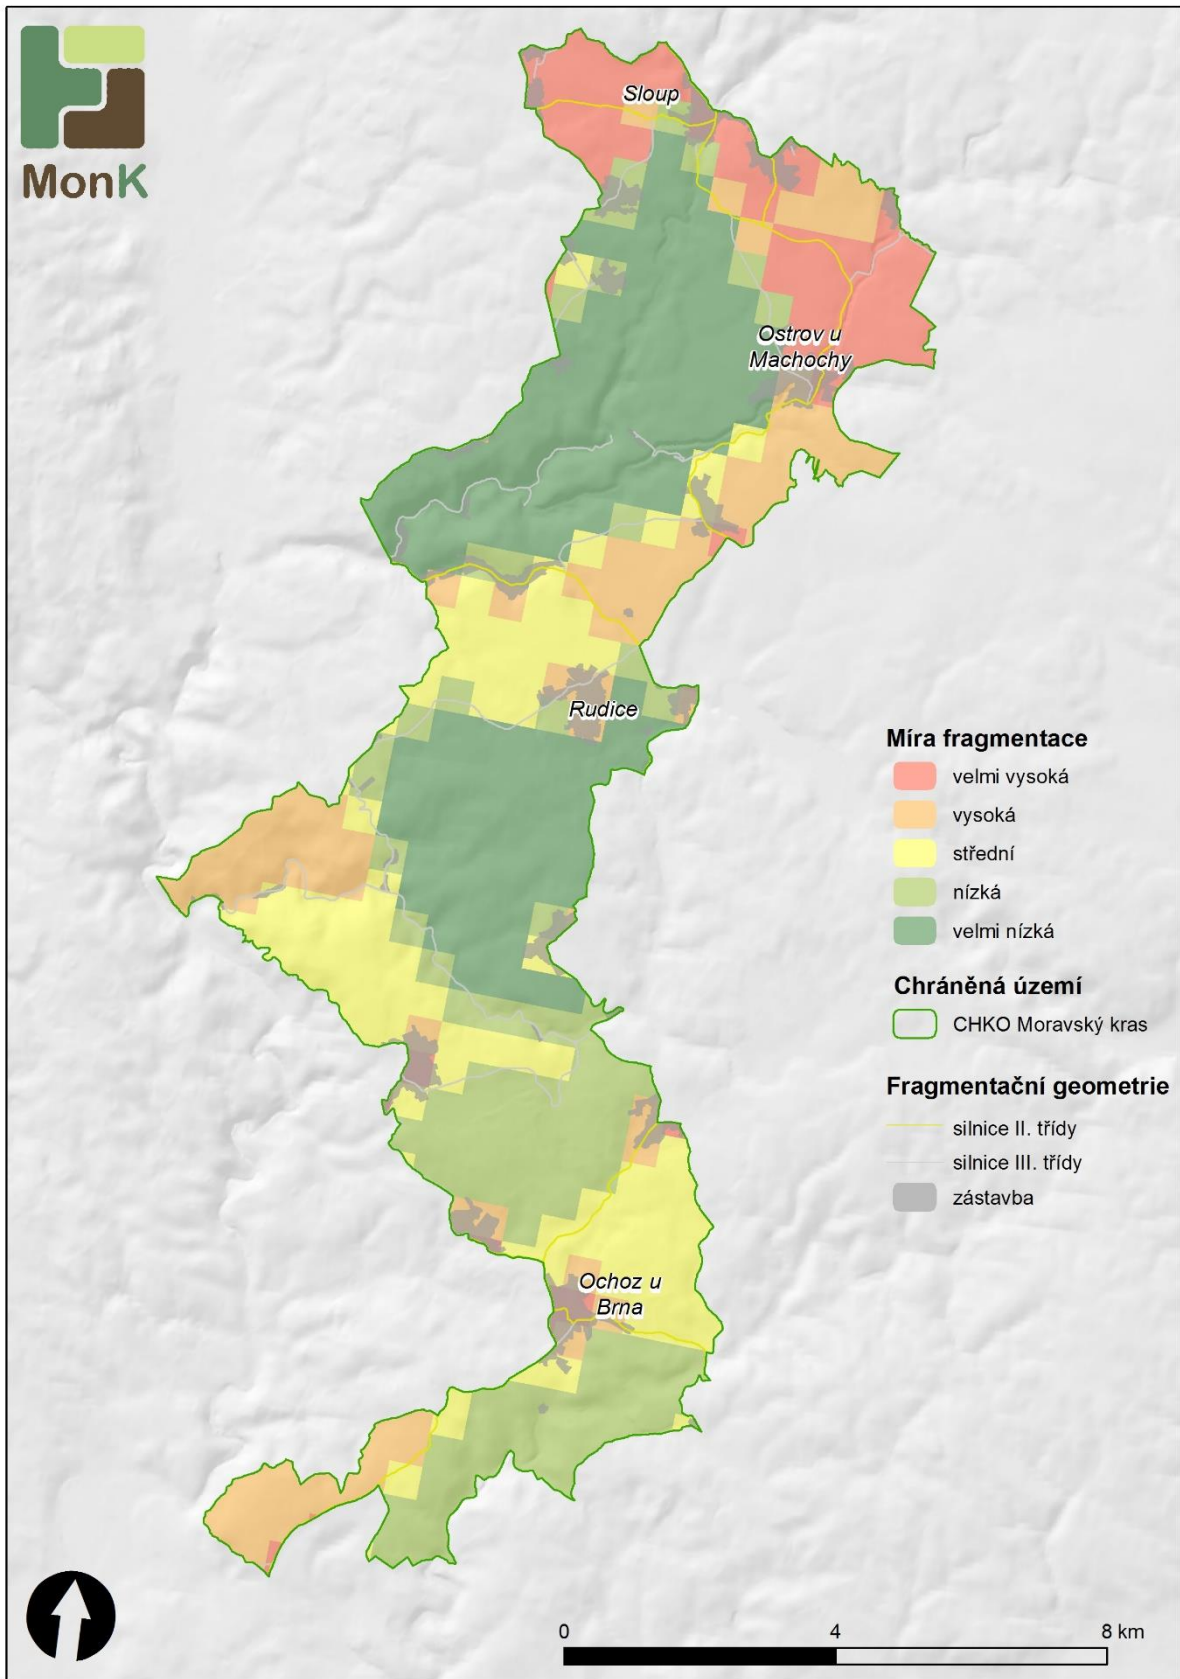 MonK
Sloup
Ostrov u
Machochy
Rudice
Míra fragmentace
velmi vysoká
vysoká
střední
nízká
velmi nízká
Chráněná území
CHKO Moravský kras
Fragmentační geometrie
silnice II. třídy
silnice III. třídy
zástavba
Ochoz u
Brna
0 4 8 km